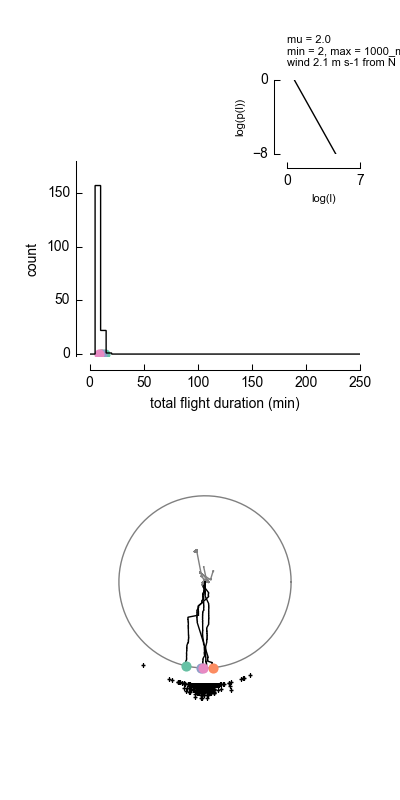 mu = 2.0
min = 2, max = 1000_m
wind 2.1 m s-1 from N
0
log(p(l))
−8
0 7
log(l)
150
100
50
0
count
0 50 100 150 200 250
total flight duration (min)